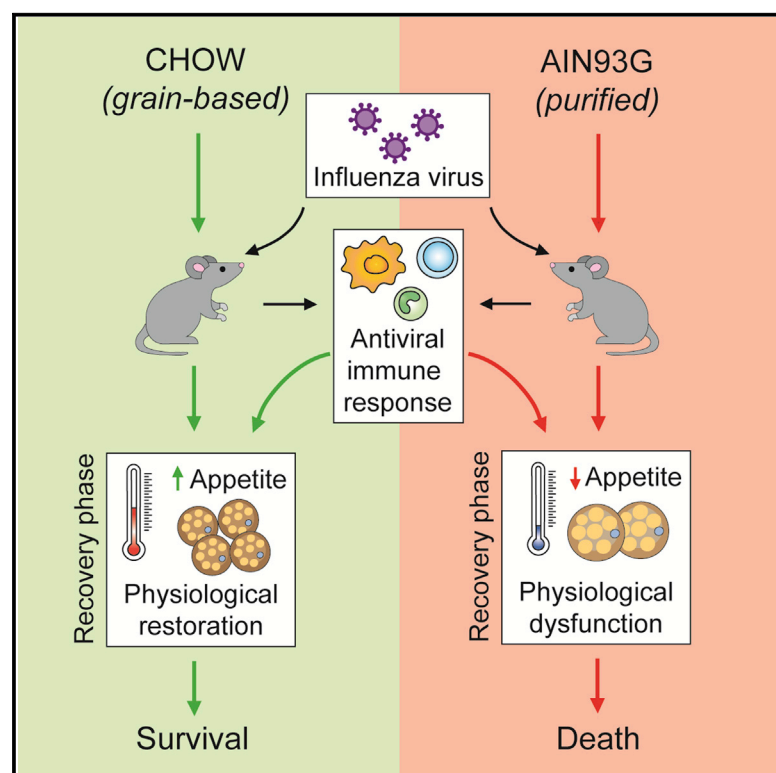 CHOW
(grain-based)
AIN93G
(purified)
Influenza virus
Antiviral
immune
response
Recovery phase
Appetite
Physiological
restoration
Recovery phase
Appetite
Physiological
dysfunction
Survival
Death